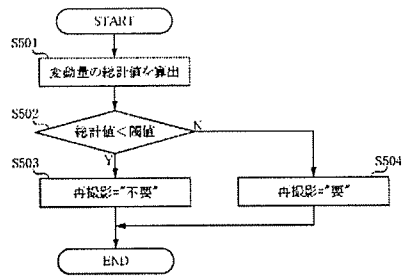 START
S501
変動量の総計値を算出
S502
総計値<閾値
N
Y
S503
再撮影="不要"
S504
再撮影="要"
END